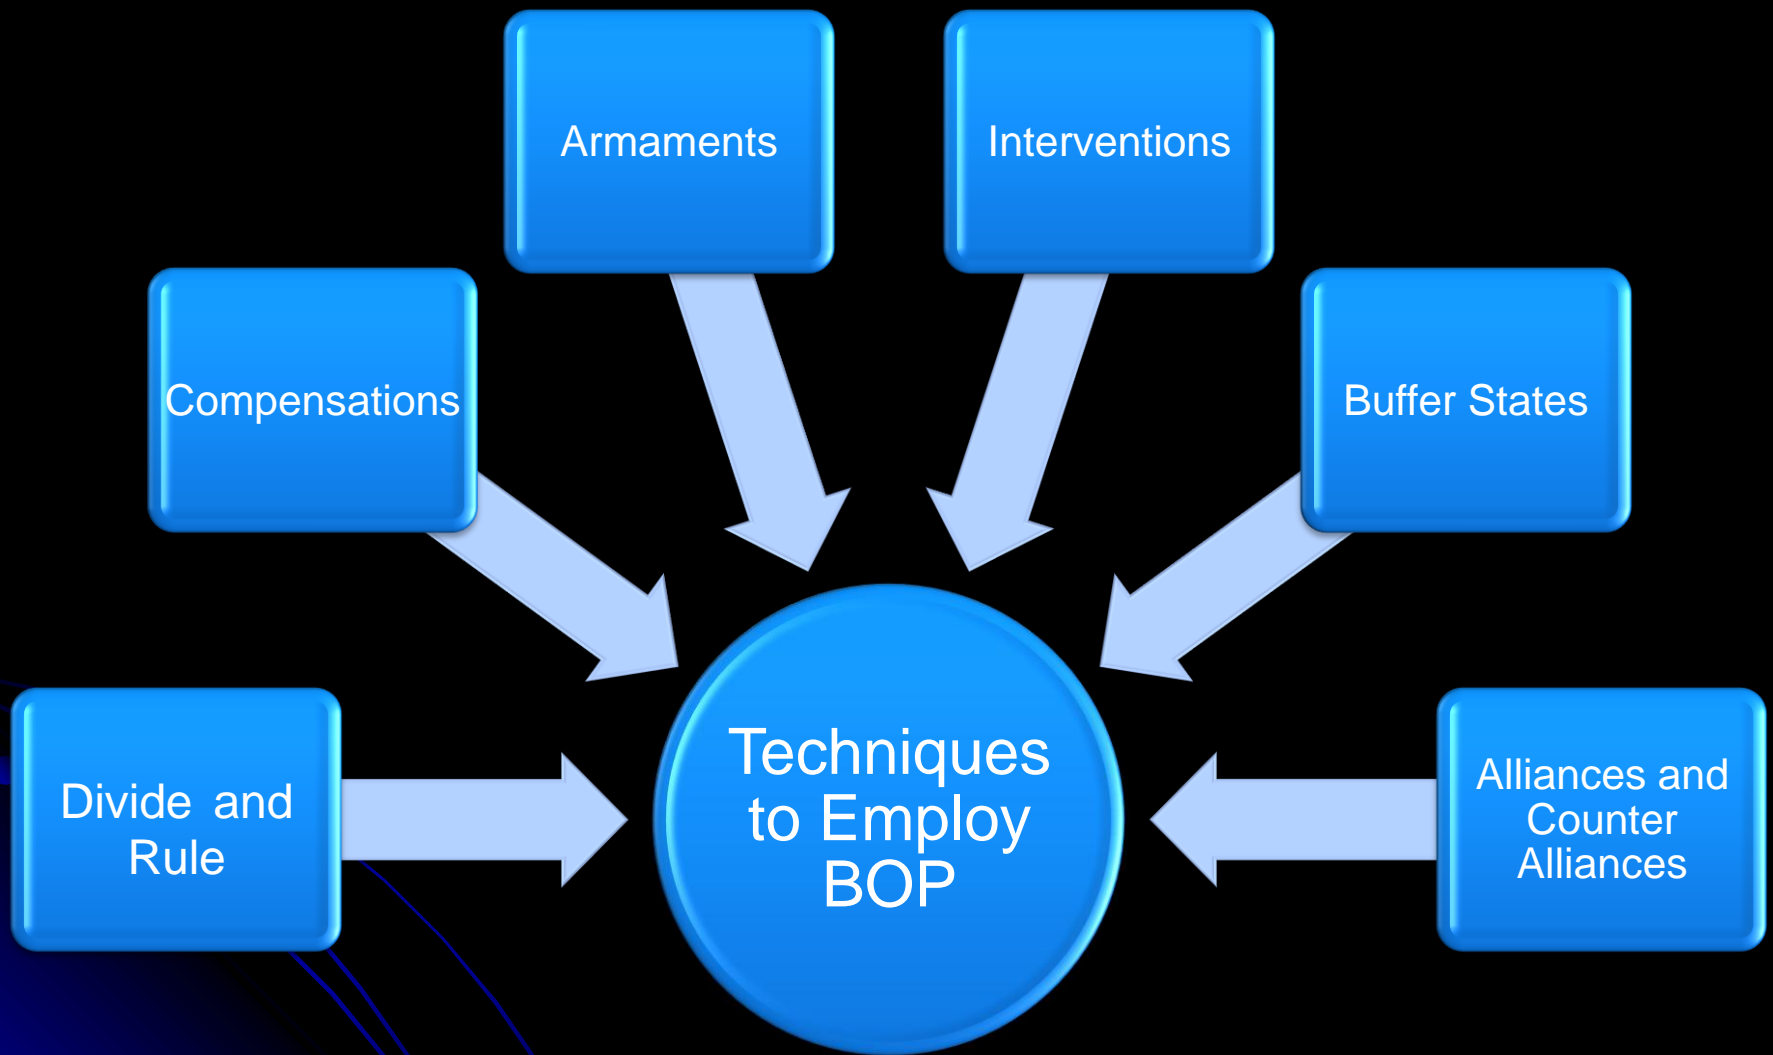 Armaments
Interventions
Compensations
Buffer States
Divide and
Rule
Techniques
to Employ
BOP
Alliances and
Counter
Alliances